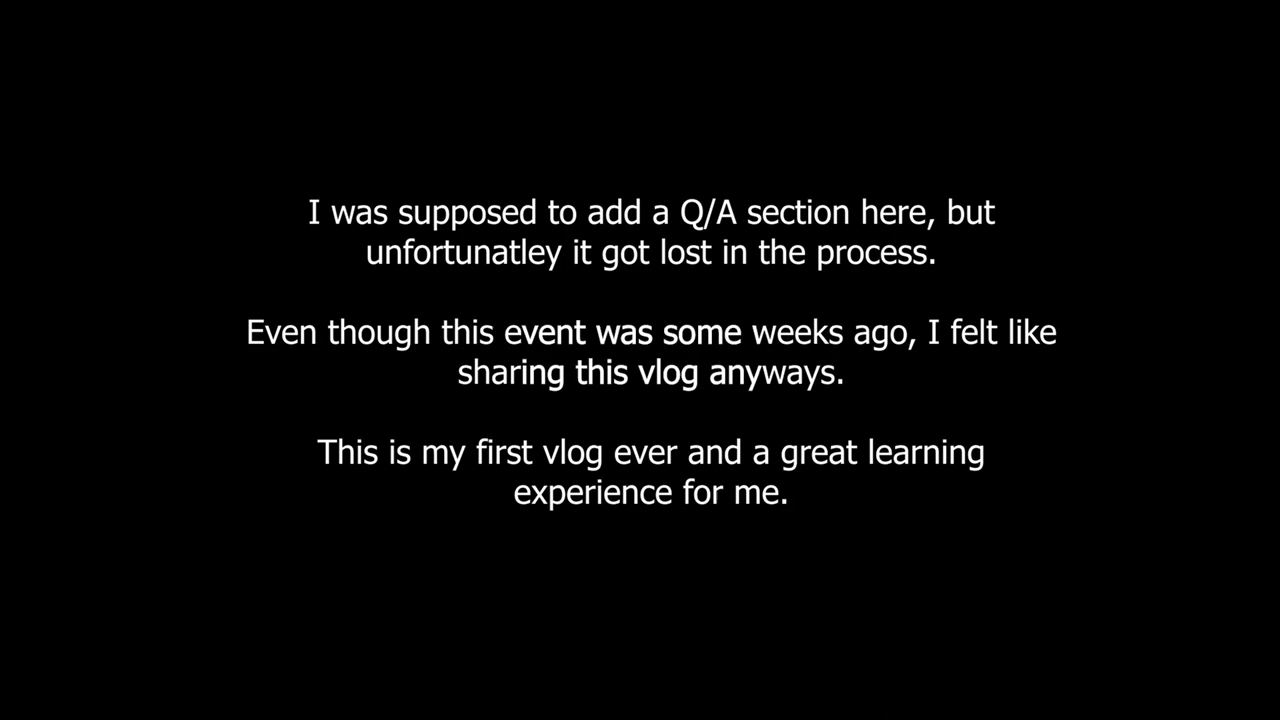 I was supposed to add a Q/A section here, but
unfortunatley it got lost in the process.
Even though this event was some weeks ago, I felt like
sharing this vlog anyways.
This is my first vlog ever and a great learning
experience for me.